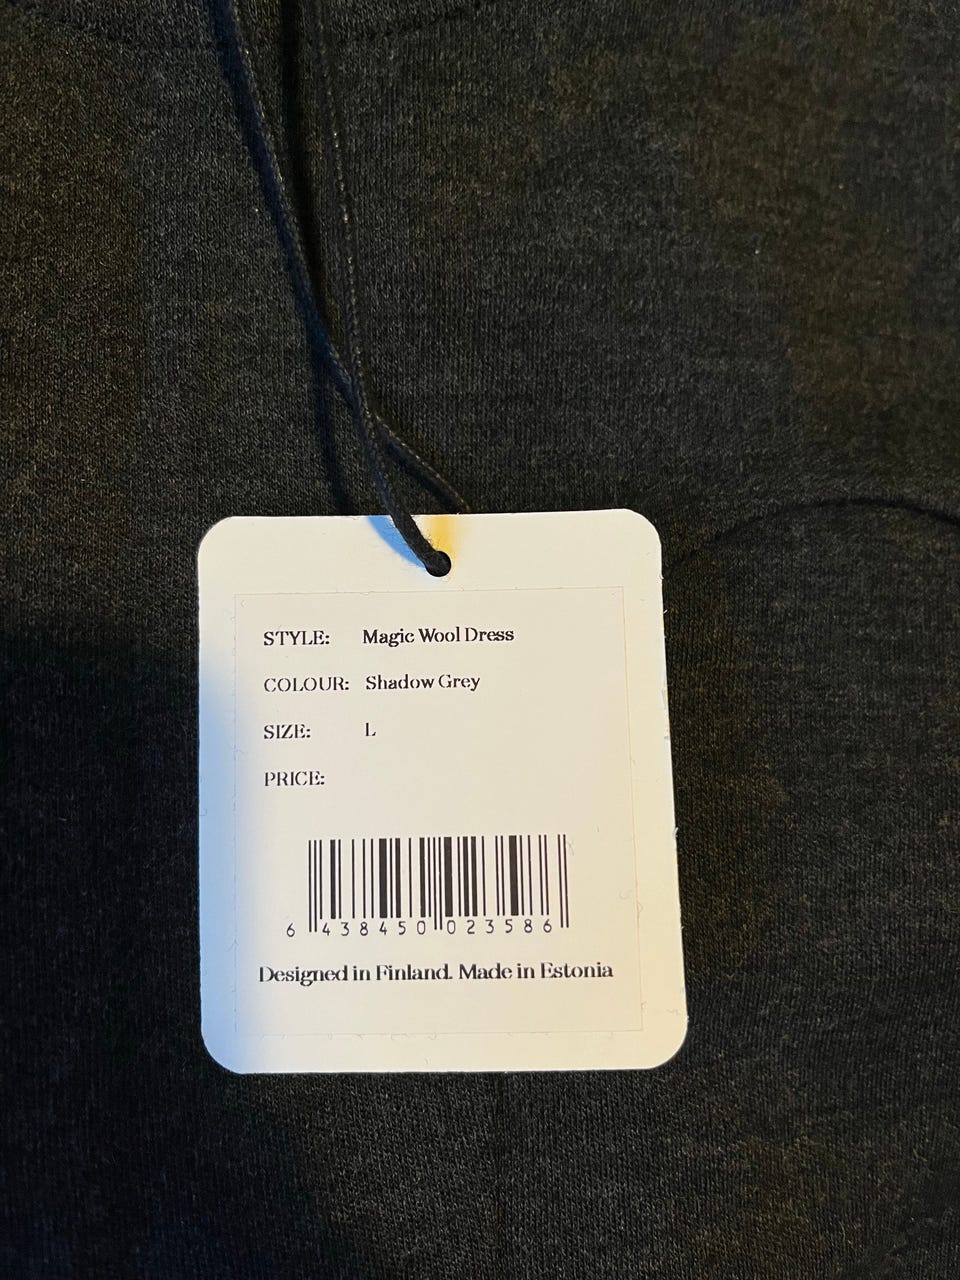 STYLE: Magic Wool Dress
COLOUR: Shadow Grey
SIZE: L
PRICE:
6 438450 023586
Designed in Finland. Made in Estonia